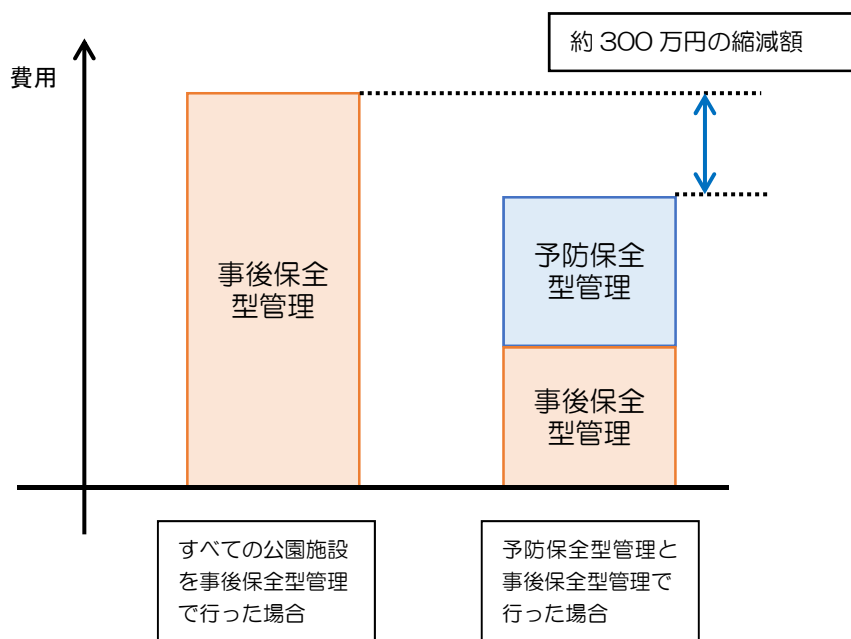 約 300 万円の縮減額
費用
事後保全
型管理
予防保全
型管理
事後保全
型管理
すべての公園施設
を事後保全型管理
で行った場合
予防保全型管理と
事後保全型管理で
行った場合